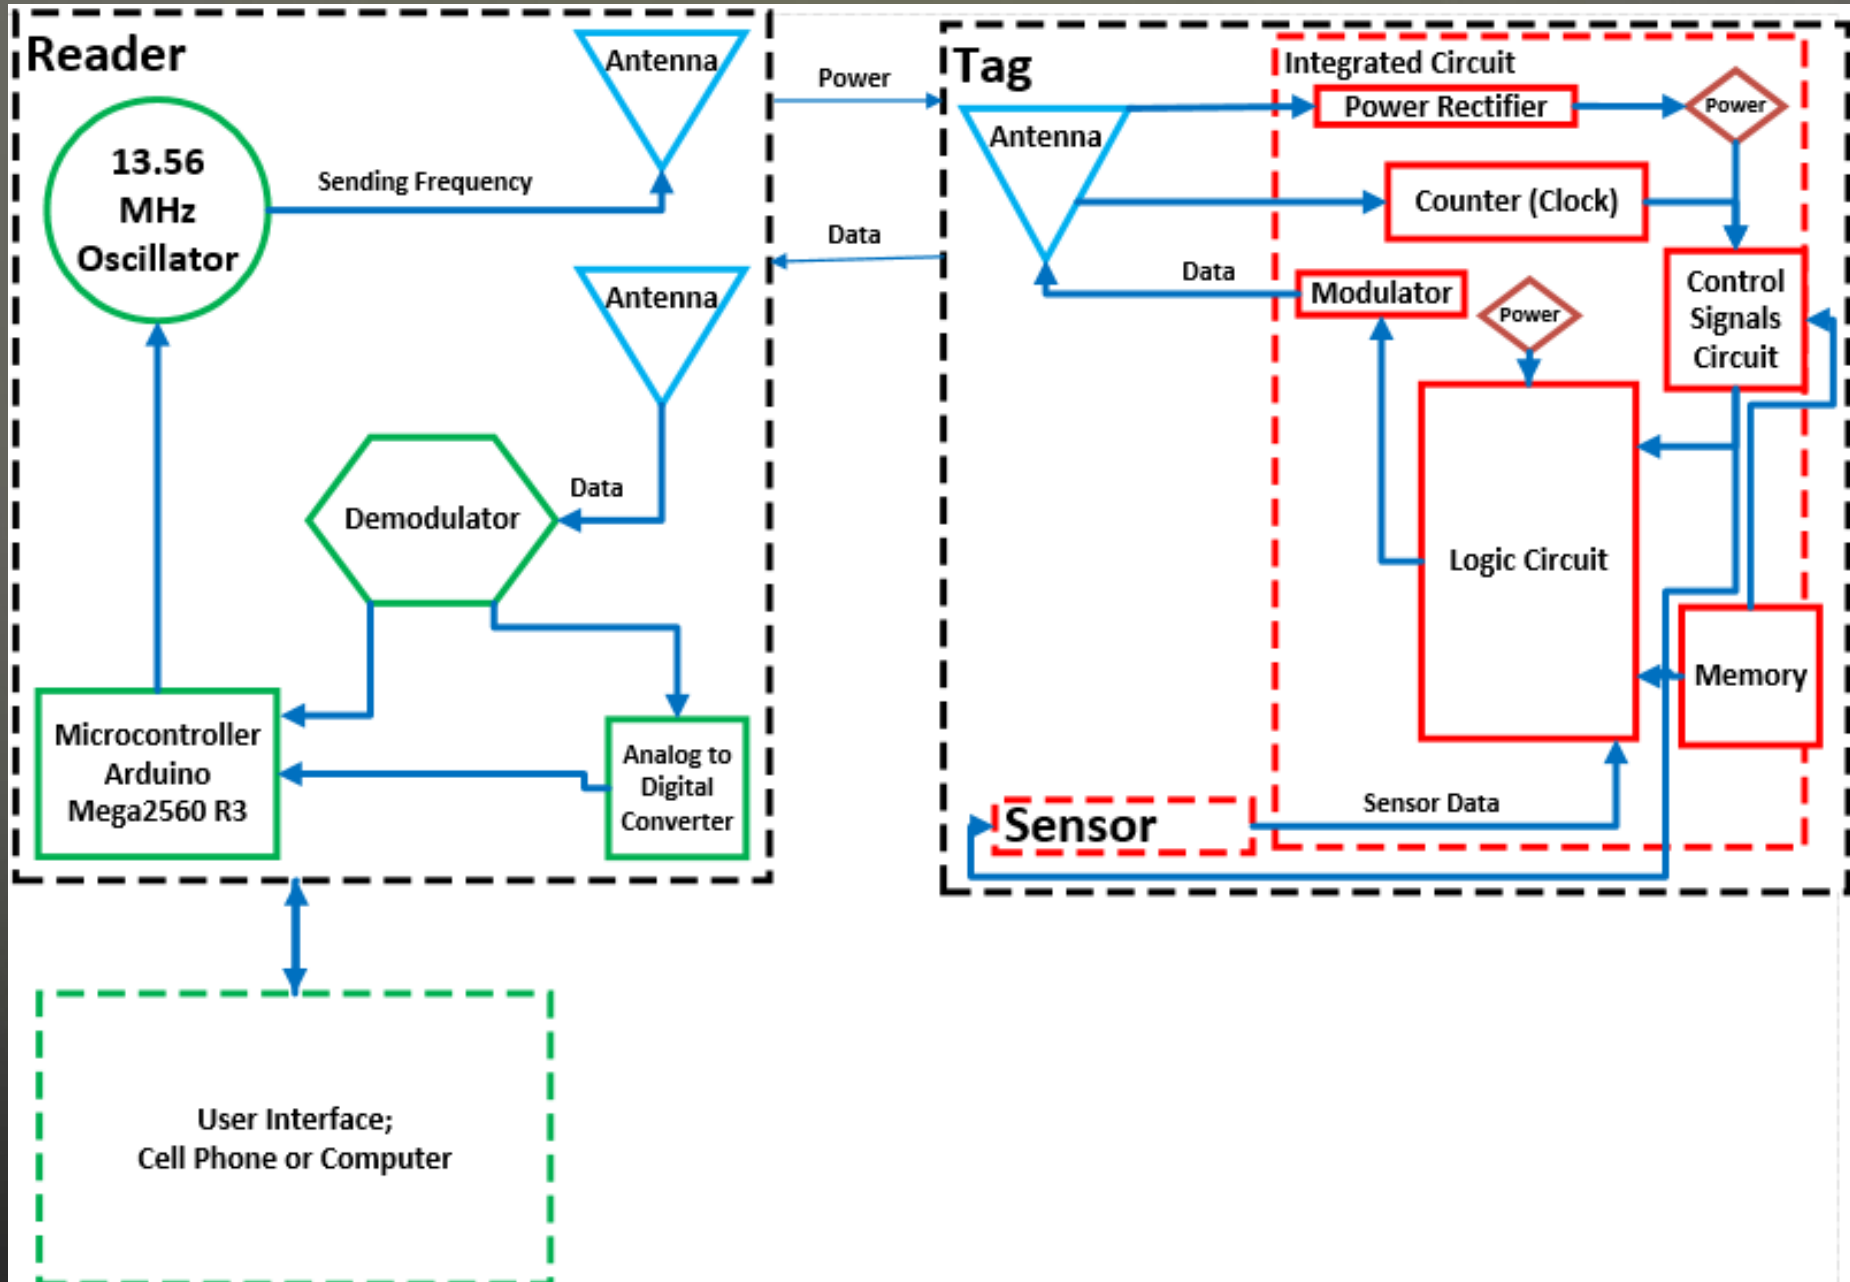 Reader
Antenna
13.56
MHz
Oscillator
Sending Frequency
Antenna
Data
Demodulator
Microcontroller
Arduino
Mega2560 R3
Analog to
Digital
Converter
User Interface;
Cell Phone or Computer
Power
Data
Tag
Integrated Circuit
Antenna
Power Rectifier
Power
Counter (Clock)
Data
Modulator
Power
Control
Signals
Circuit
Logic Circuit
Memory
Sensor
Sensor Data